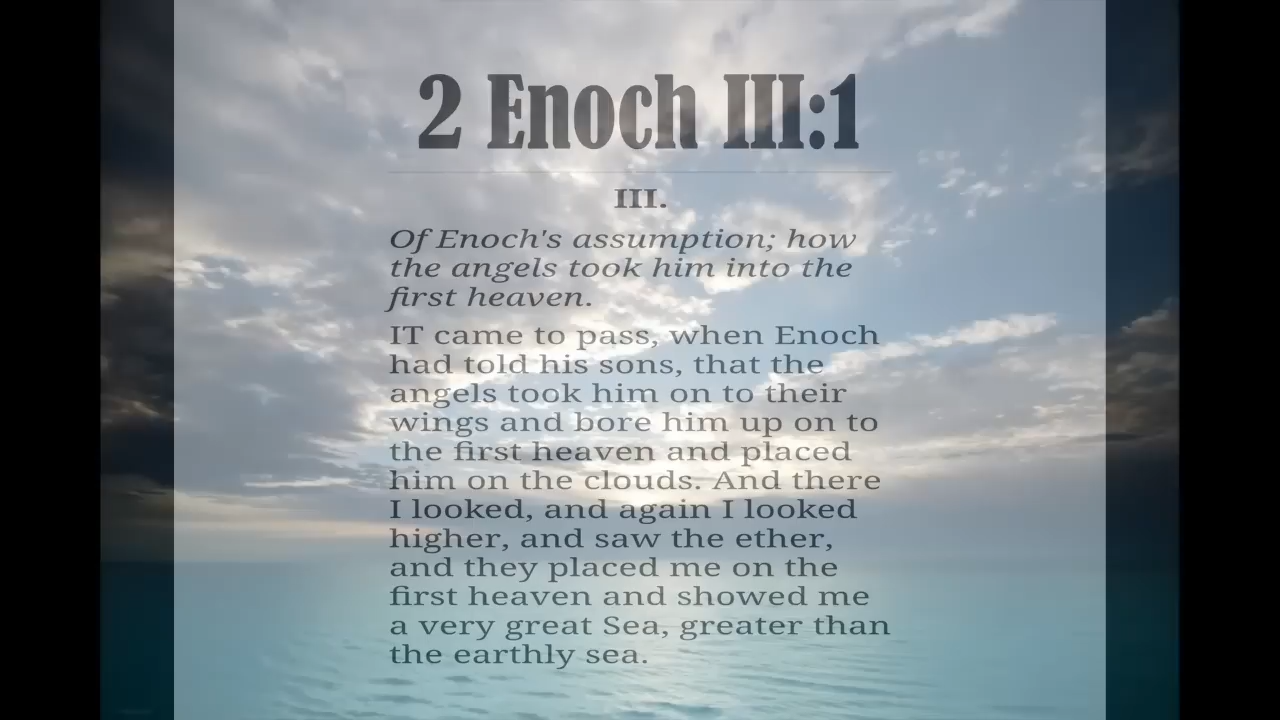 2 Enoch III:1
III.
Of Enoch's assumption; how
the angels took him into the
first heaven.
IT came to pass, when Enoch
had told his sons, that the
angels took him on to their
wings and bore him up on to
the first heaven and placed
him on the clouds. And there
I looked, and again I looked
higher, and saw the ether,
and they placed me on the
first heaven and showed me
a very great Sea, greater than
the earthly sea.